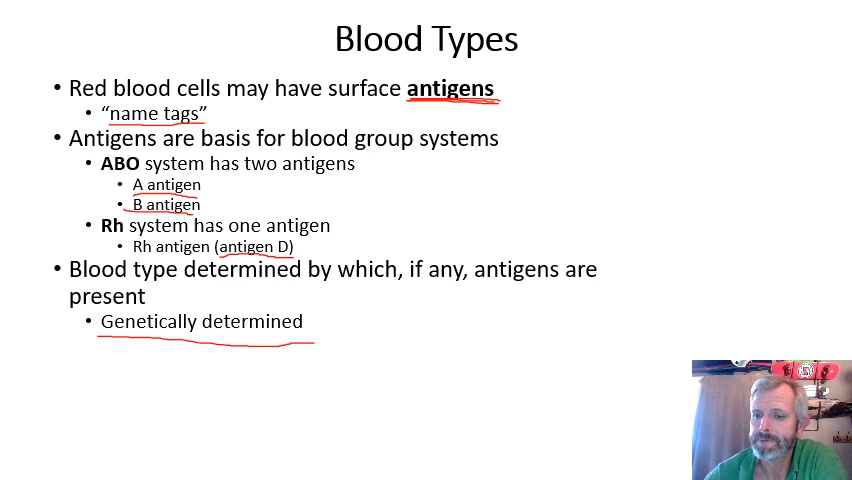 Blood Types
• Red blood cells may have surface antigens
• “name tags”
• Antigens are basis for blood group systems
• ABO system has two antigens
• A antigen
• B antigen
• Rh system has one antigen
• Rh antigen (antigen D)
• Blood type determined by which, if any, antigens are
present
• Genetically determined